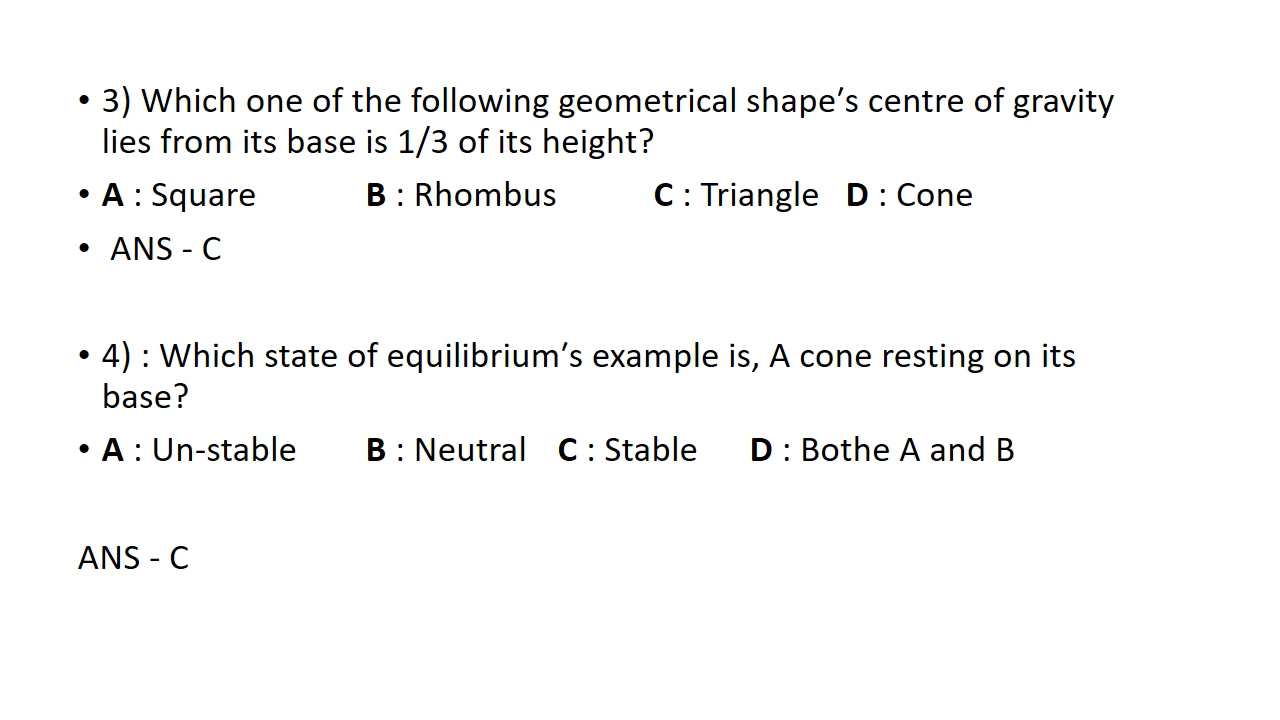 • 3) Which one of the following geometrical shape’s centre of gravity
lies from its base is 1/3 of its height?
• A : Square B : Rhombus C : Triangle D : Cone
• ANS - C
• 4) : Which state of equilibrium’s example is, A cone resting on its
base?
• A : Un-stable B : Neutral C : Stable D : Bothe A and B
ANS - C